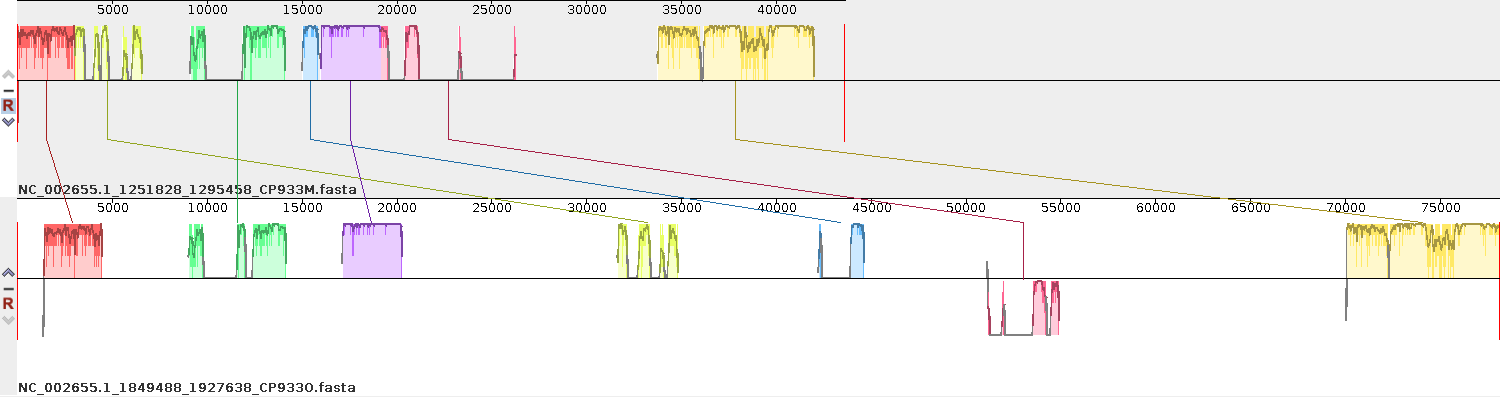 5000 10000 15000 20000 25000 30000 35000 40000
R
NC_002655.1_1251828_1295458_CP933M.fasta
5000 10000 15000 20000 25000 30000 35000 40000 45000 50000 55000 60000 65000 70000 75000
R
NC_002655.1_1849488_1927638_CP933O.fasta